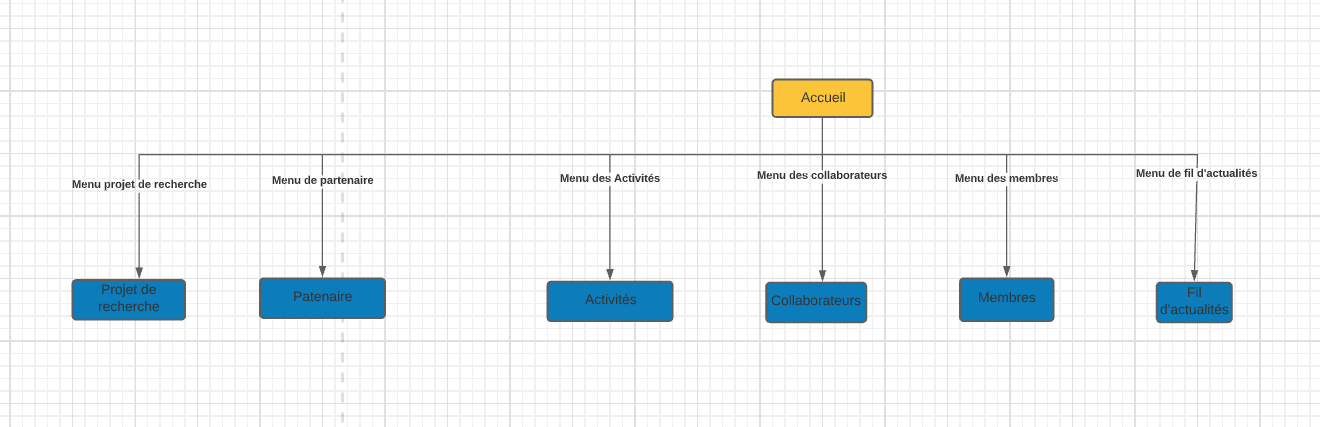 Accueil
Menu projet de recherche
Menu de partenaire
Menu des Activités
Menu des collaborateurs
Menu des membres
Menu de fil d'actualités
Projet de
recherche
Patenaire
Activités
Collaborateurs
Membres
Fil
d'actualités